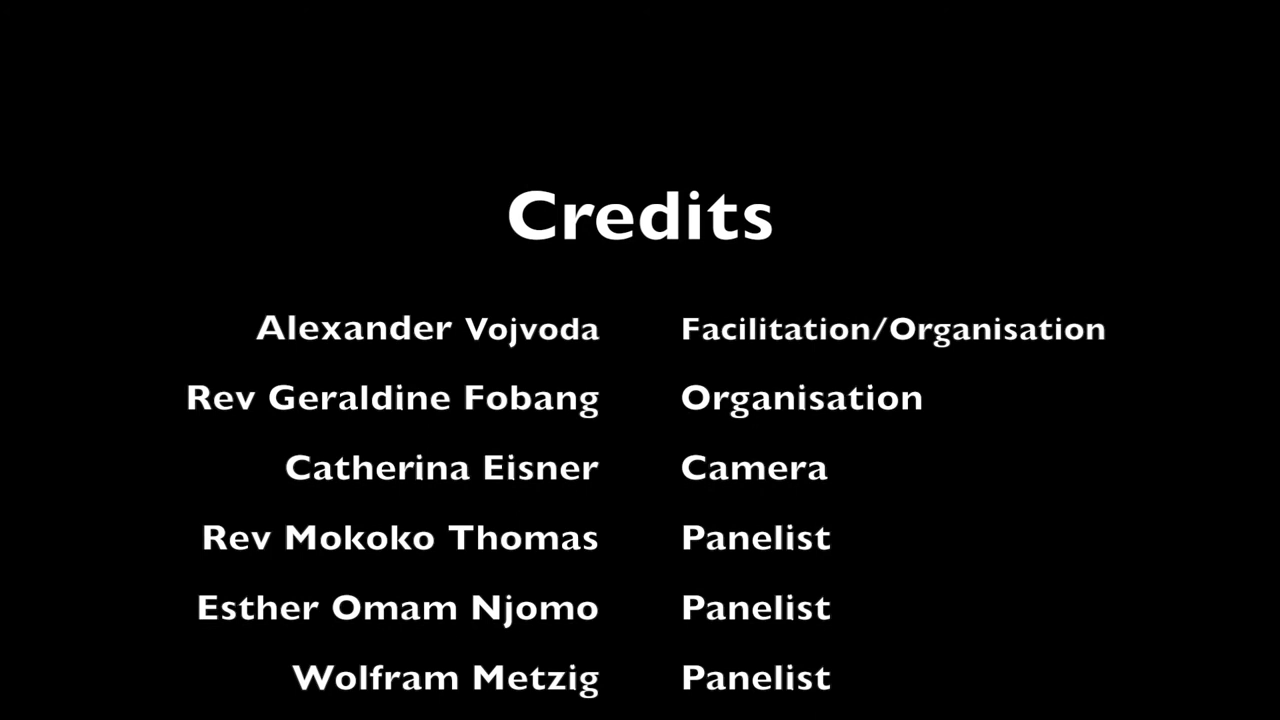 Credits
Alexander Vojvoda Facilitation/Organisation
Rev Geraldine Fobang Organisation
Catherina Eisner Camera
Rev Mokoko Thomas Panelist
Esther Omam Njomo Panelist
Wolfram Metzig Panelist